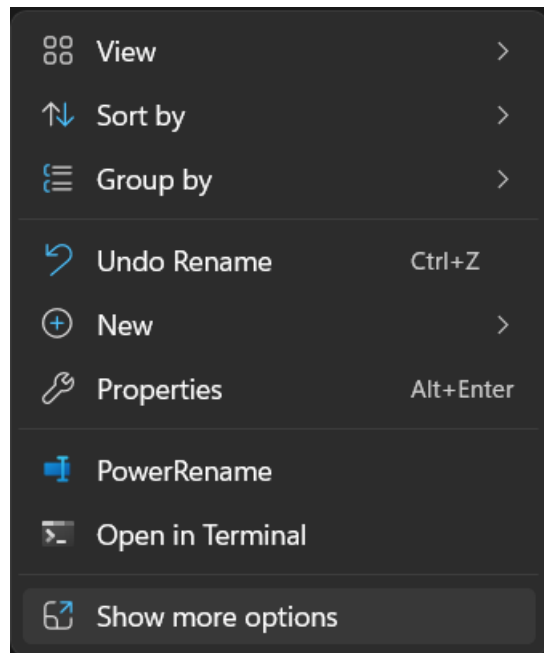 View
Sort by
Group by
Undo Rename Ctrl+Z
New
Properties Alt+Enter
PowerRename
Open in Terminal
Show more options